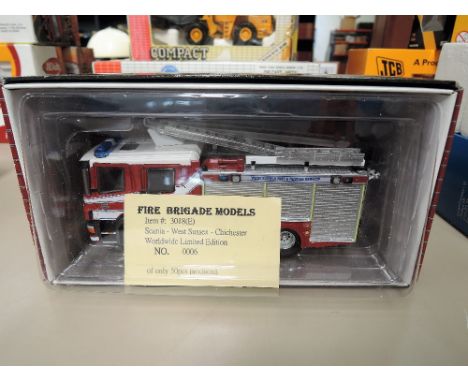 COMPACT
JCB
A Pro
FIRE BRIGADE MODELS
Item #: 3018(E)
Scania - West Sussex - Chichester
Worldwide Limited Edition
NO. 0006
of only 50pcs produced.